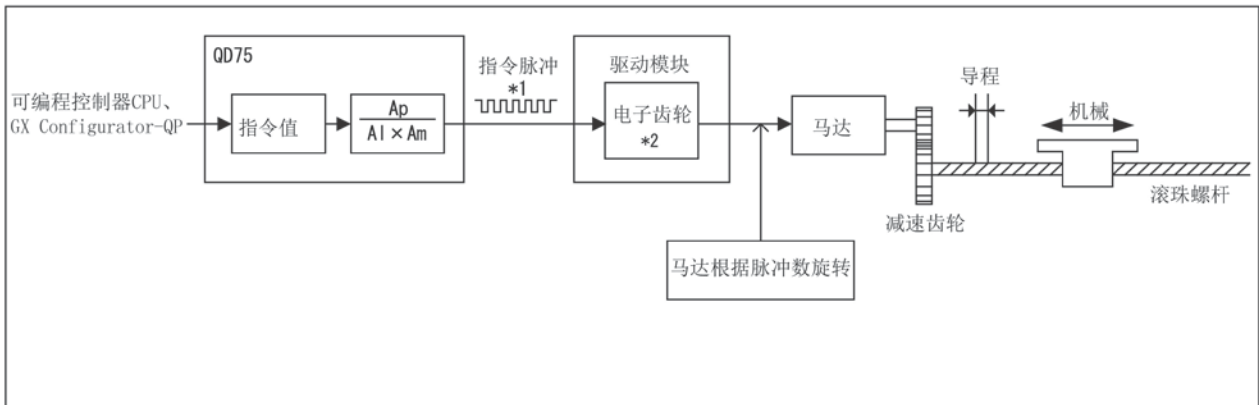 QD75
可编程控制器CPU、
GX Configurator-QP
指令值
Ap
Al×Am
指令脉冲
*1
驱动模块
电子齿轮
*2
马达
马达根据脉冲数旋转
减速齿轮
导程
机械
滚珠螺杆